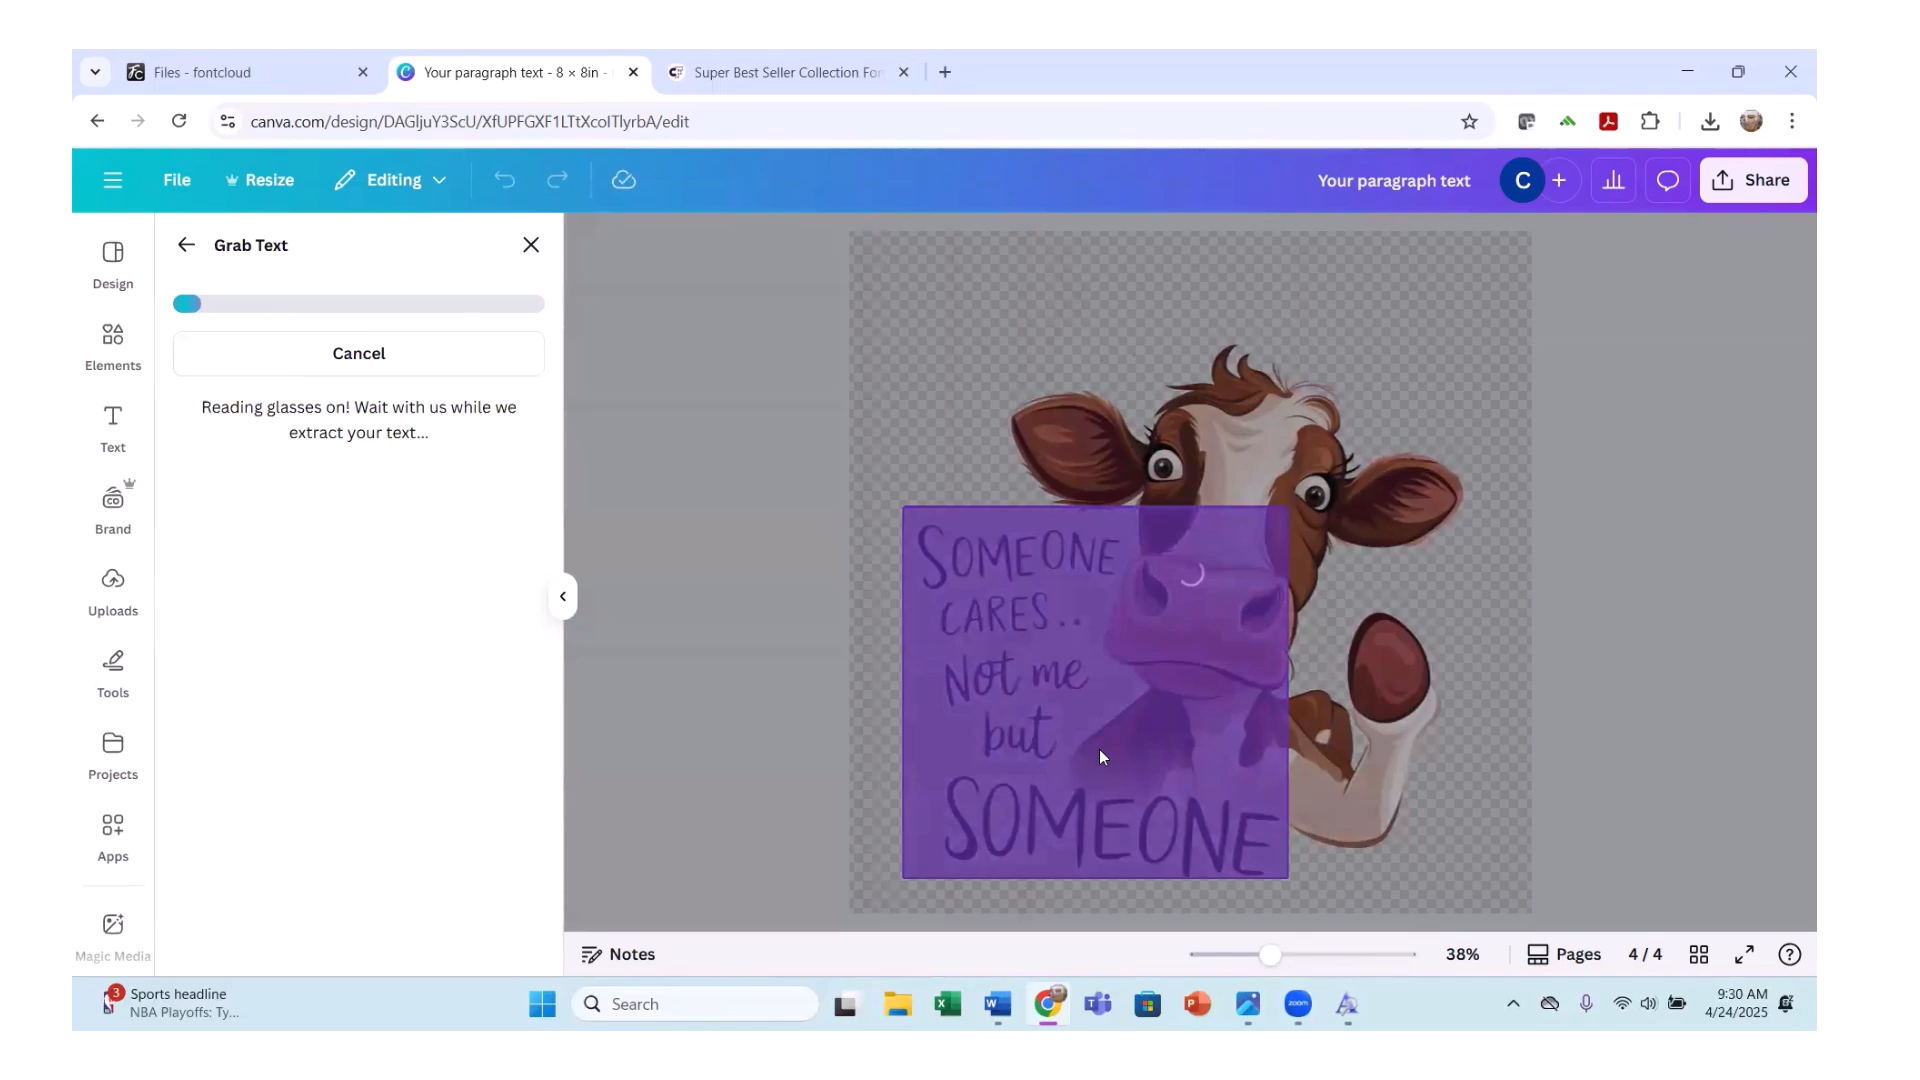 Files - fontcloud
Your paragraph text - 8 × 8in -
Super Best Seller Collection Fon
canva.com/design/DAGljuY3ScU/XfUPFGXF1LTtXcoITlyrbA/edit
File
Resize
Editing
Your paragraph text
C
Share
Grab Text
Cancel
Reading glasses on! Wait with us while we
extract your text...
Design
Elements
Text
Brand
Uploads
Tools
Projects
Apps
Magic Media
SOMEONE
CARES..
Not me
but
SOMEONE
Notes
38%
Pages
4 / 4
3
Sports headline
NBA Playoffs: Ty...
Search
zoom
9:30 AM
4/24/2025